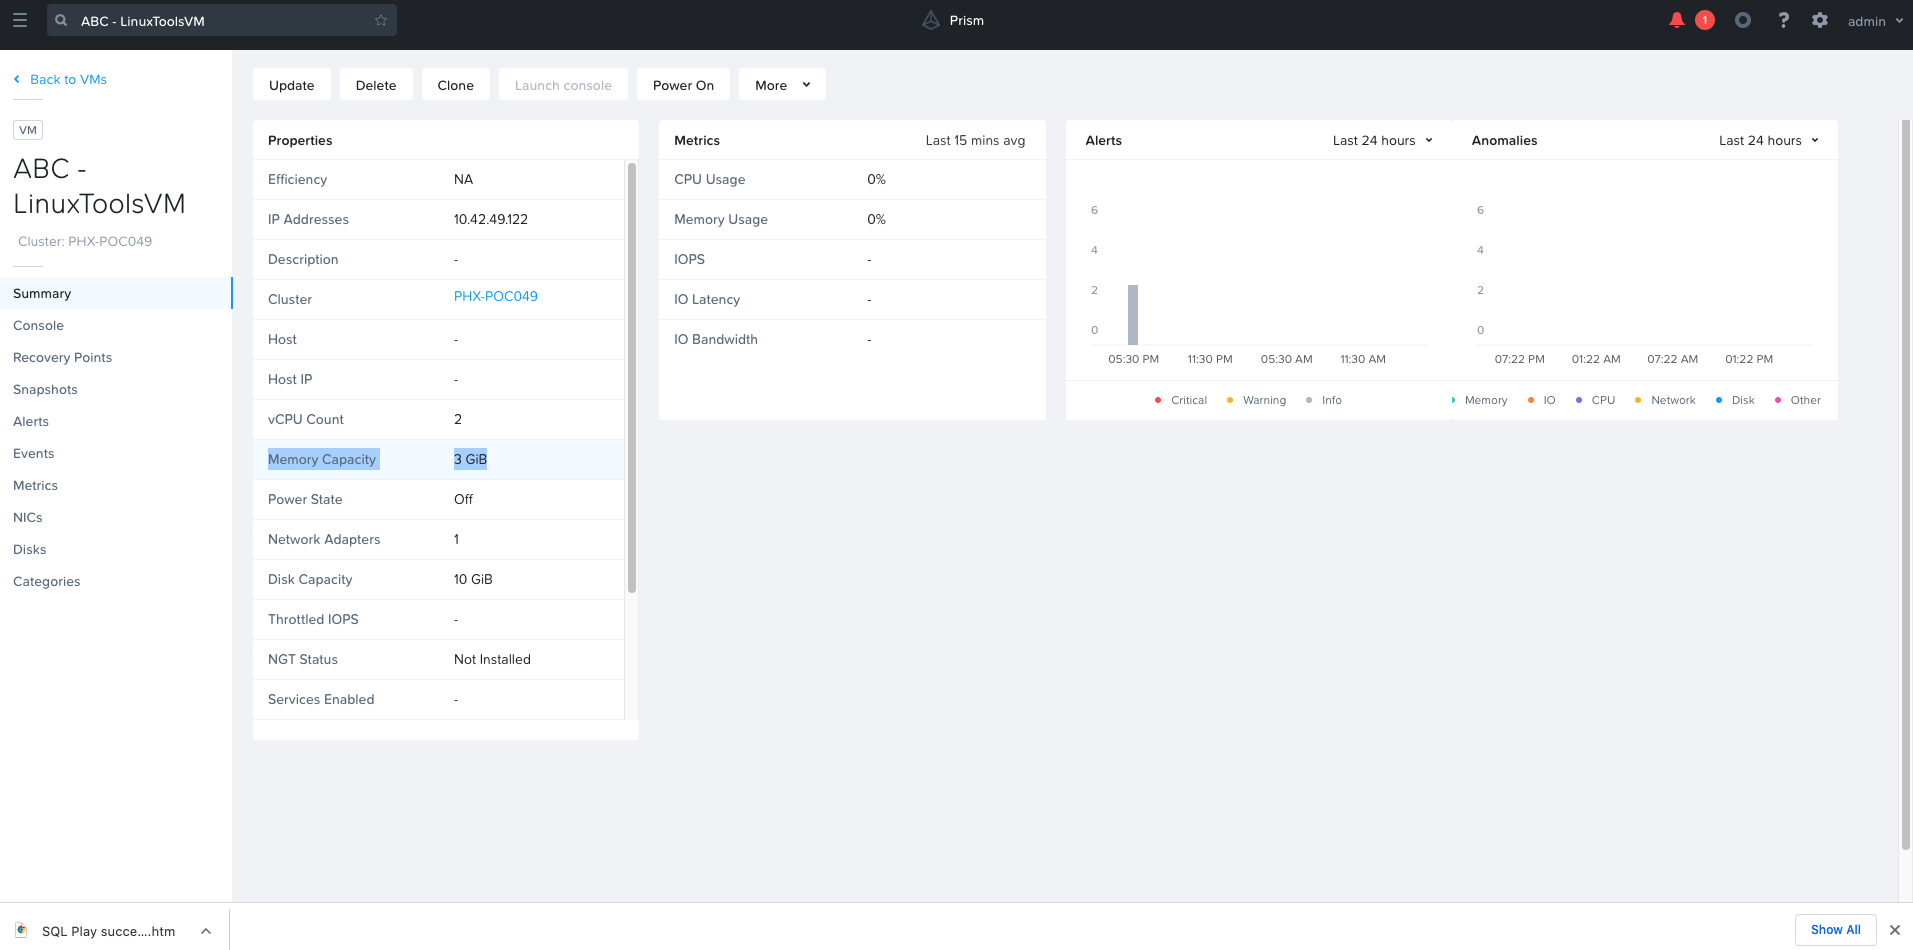 ABC - LinuxToolsVM
Prism
1
?
admin
Back to VMs
VM
ABC -
LinuxToolsVM
Cluster: PHX-POC049
Summary
Console
Recovery Points
Snapshots
Alerts
Events
Metrics
NICs
Disks
Categories
Update Delete Clone Launch console Power On More
Properties
Efficiency NA
IP Addresses 10.42.49.122
Description -
Cluster PHX-POC049
Host -
Host IP -
vCPU Count 2
Memory Capacity 3 GiB
Power State Off
Network Adapters 1
Disk Capacity 10 GiB
Throttled IOPS -
NGT Status Not Installed
Services Enabled -
Metrics Last 15 mins avg
CPU Usage 0%
Memory Usage 0%
IOPS -
IO Latency -
IO Bandwidth -
Alerts Last 24 hours
6
4
2
0
05:30 PM 11:30 PM 05:30 AM 11:30 AM
Critical Warning Info
Anomalies Last 24 hours
6
4
2
0
07:22 PM 01:22 AM 07:22 AM 01:22 PM
Memory IO CPU Network Disk Other
SQL Play succe....htm
Show All